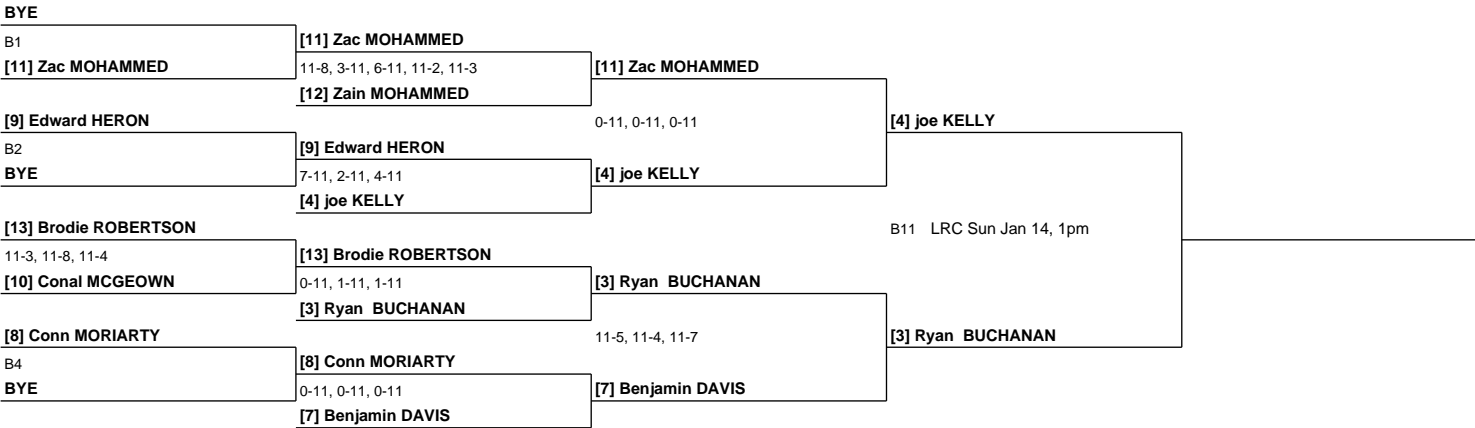 BYE
B1
[11] Zac MOHAMMED
[11] Zac MOHAMMED
11-8, 3-11, 6-11, 11-2, 11-3
[12] Zain MOHAMMED
[11] Zac MOHAMMED
0-11, 0-11, 0-11
[4] joe KELLY
[9] Edward HERON
B2
BYE
[9] Edward HERON
7-11, 2-11, 4-11
[4] joe KELLY
[4] joe KELLY
[13] Brodie ROBERTSON
11-3, 11-8, 11-4
[10] Conal MCGEOWN
[13] Brodie ROBERTSON
0-11, 1-11, 1-11
[3] Ryan  BUCHANAN
[3] Ryan  BUCHANAN
B11 LRC Sun Jan 14, 1pm
11-5, 11-4, 11-7
[3] Ryan  BUCHANAN
[8] Conn MORIARTY
B4
BYE
[8] Conn MORIARTY
0-11, 0-11, 0-11
[7] Benjamin DAVIS
[7] Benjamin DAVIS